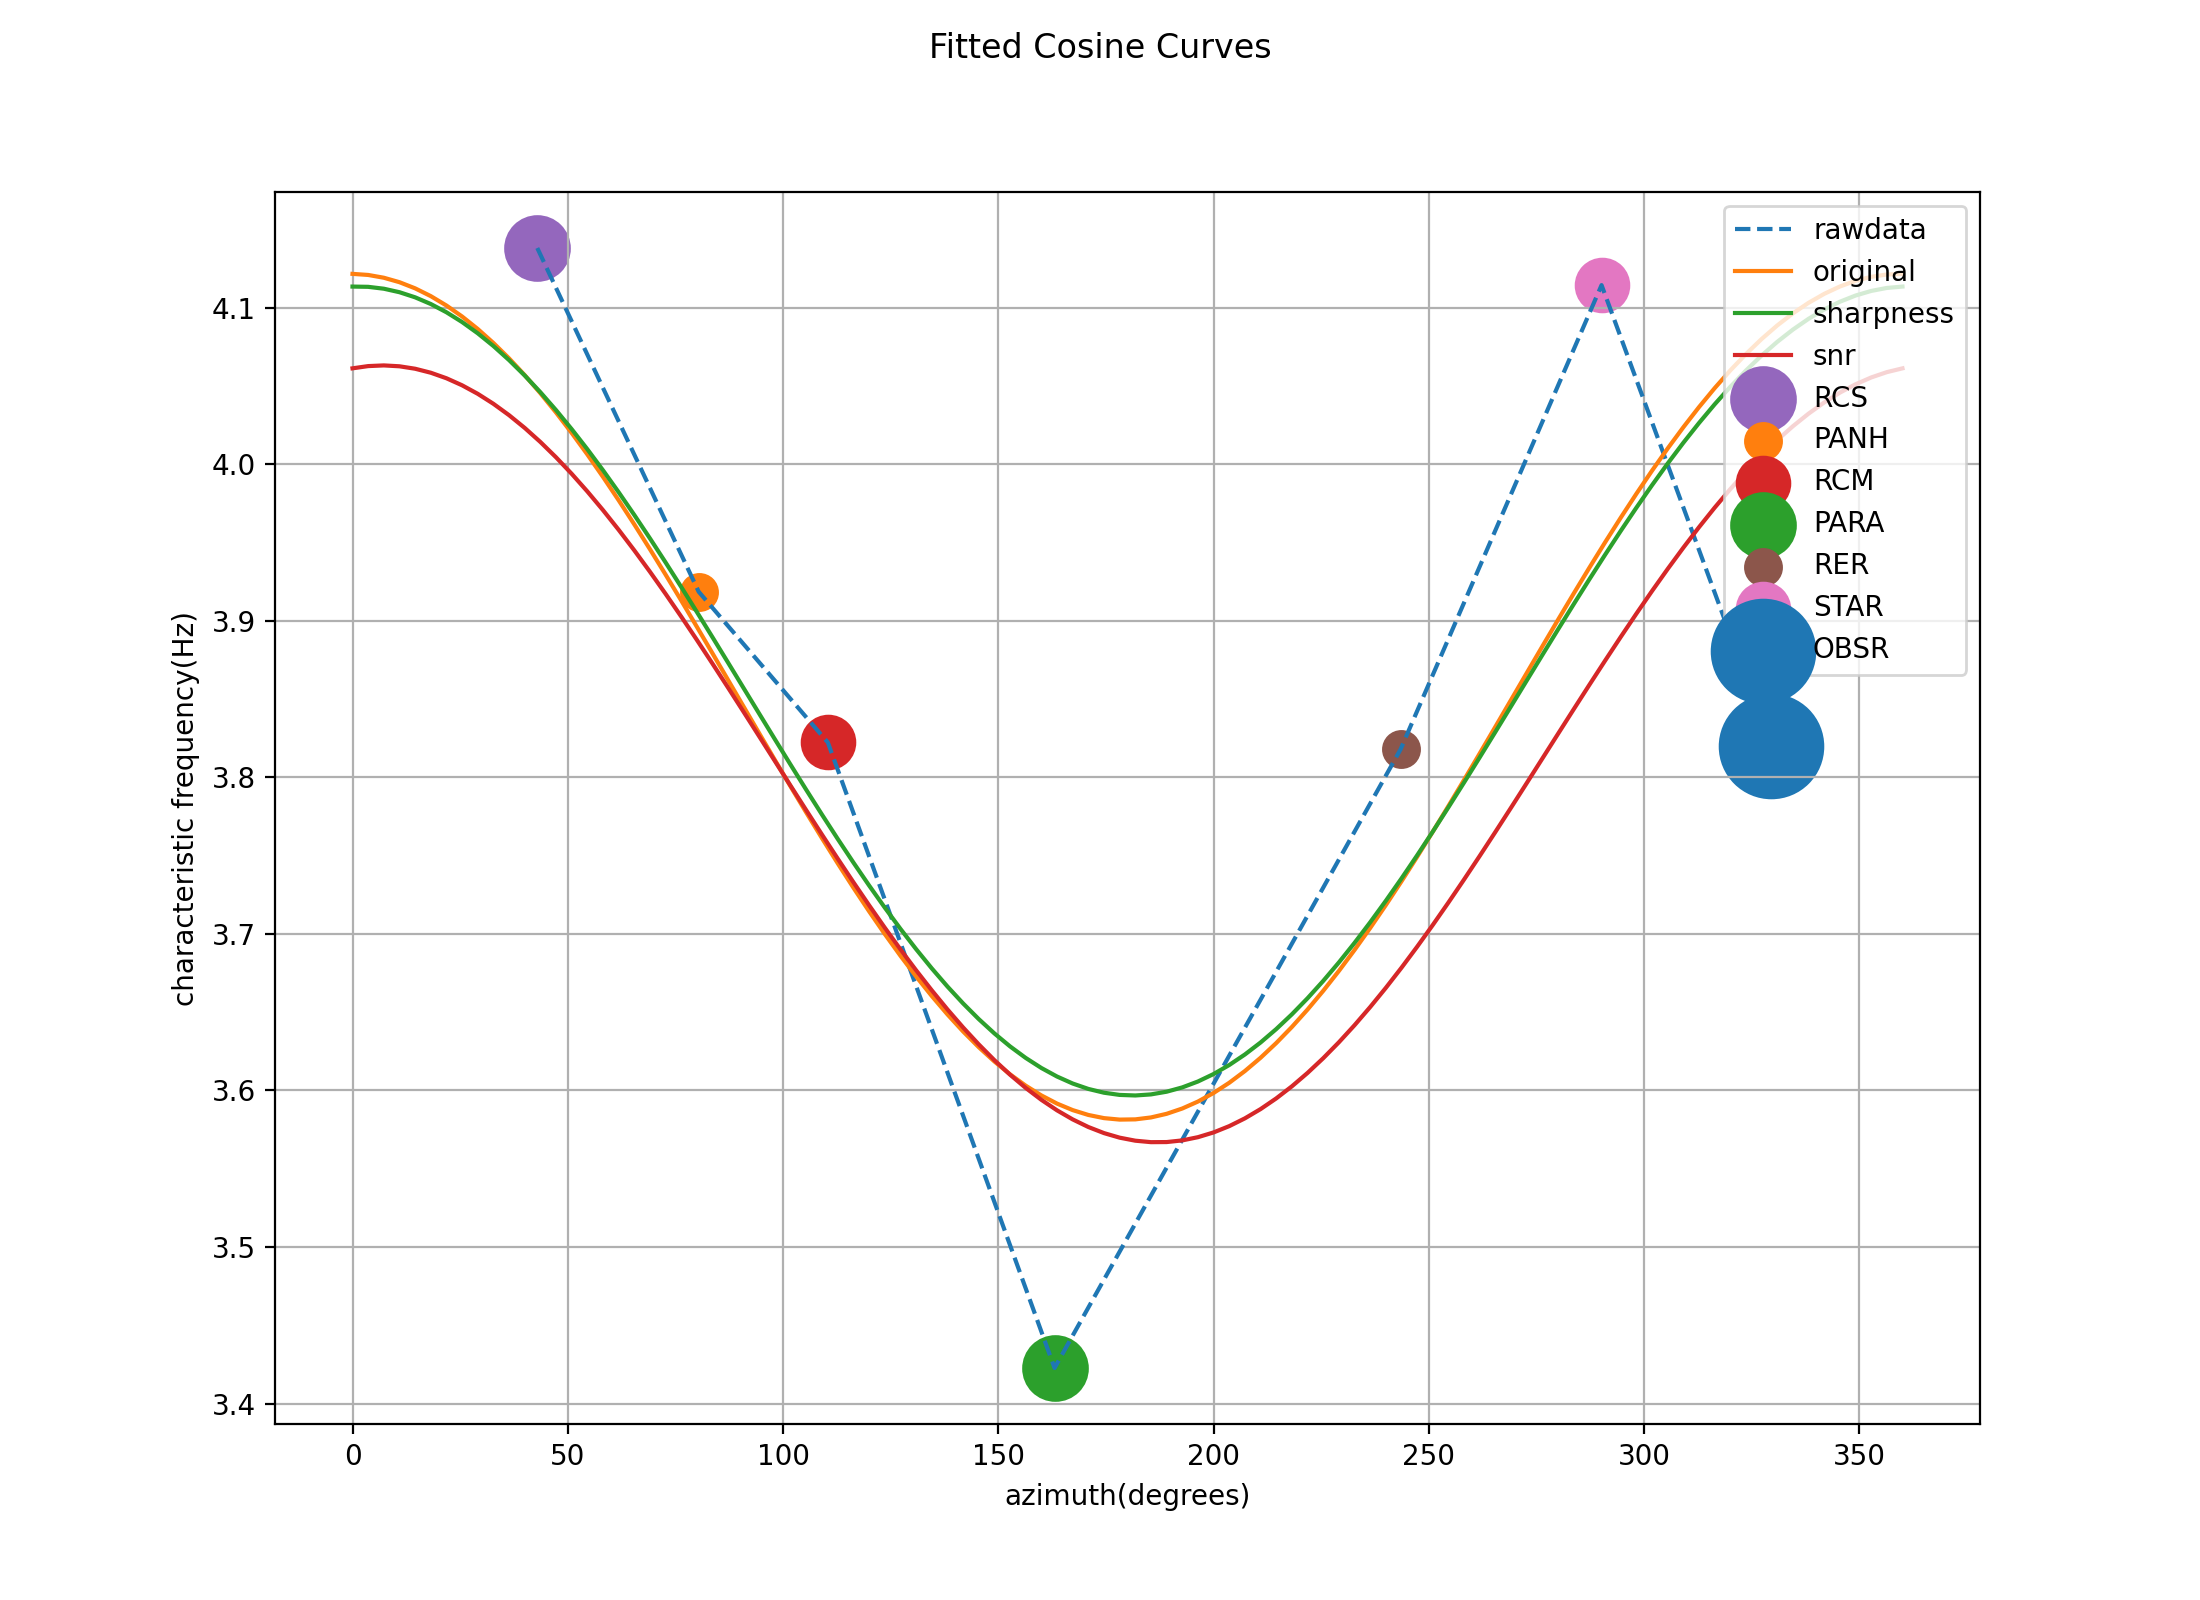 Fitted Cosine Curves
rawdata
original
sharpness
snr
RCS
PANH
RCM
PARA
RER
STAR
OBSR
4.1
4.0
3.9
3.8
3.7
3.6
3.5
3.4
characteristic frequency(Hz)
0 50 100 150 200 250 300 350
azimuth(degrees)